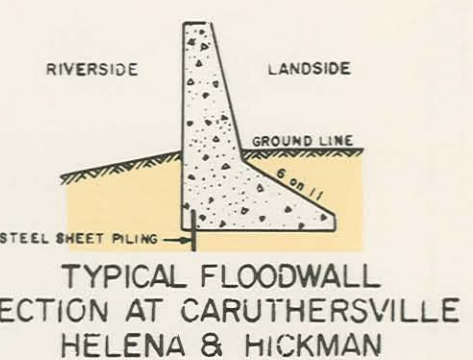 RIVERSIDE
LANDSIDE
GROUND LINE
6 on 11
STEEL SHEET PILING
TYPICAL FLOODWALL
ECTION AT CARUTHERSVILLE
HELENA & HICKMAN